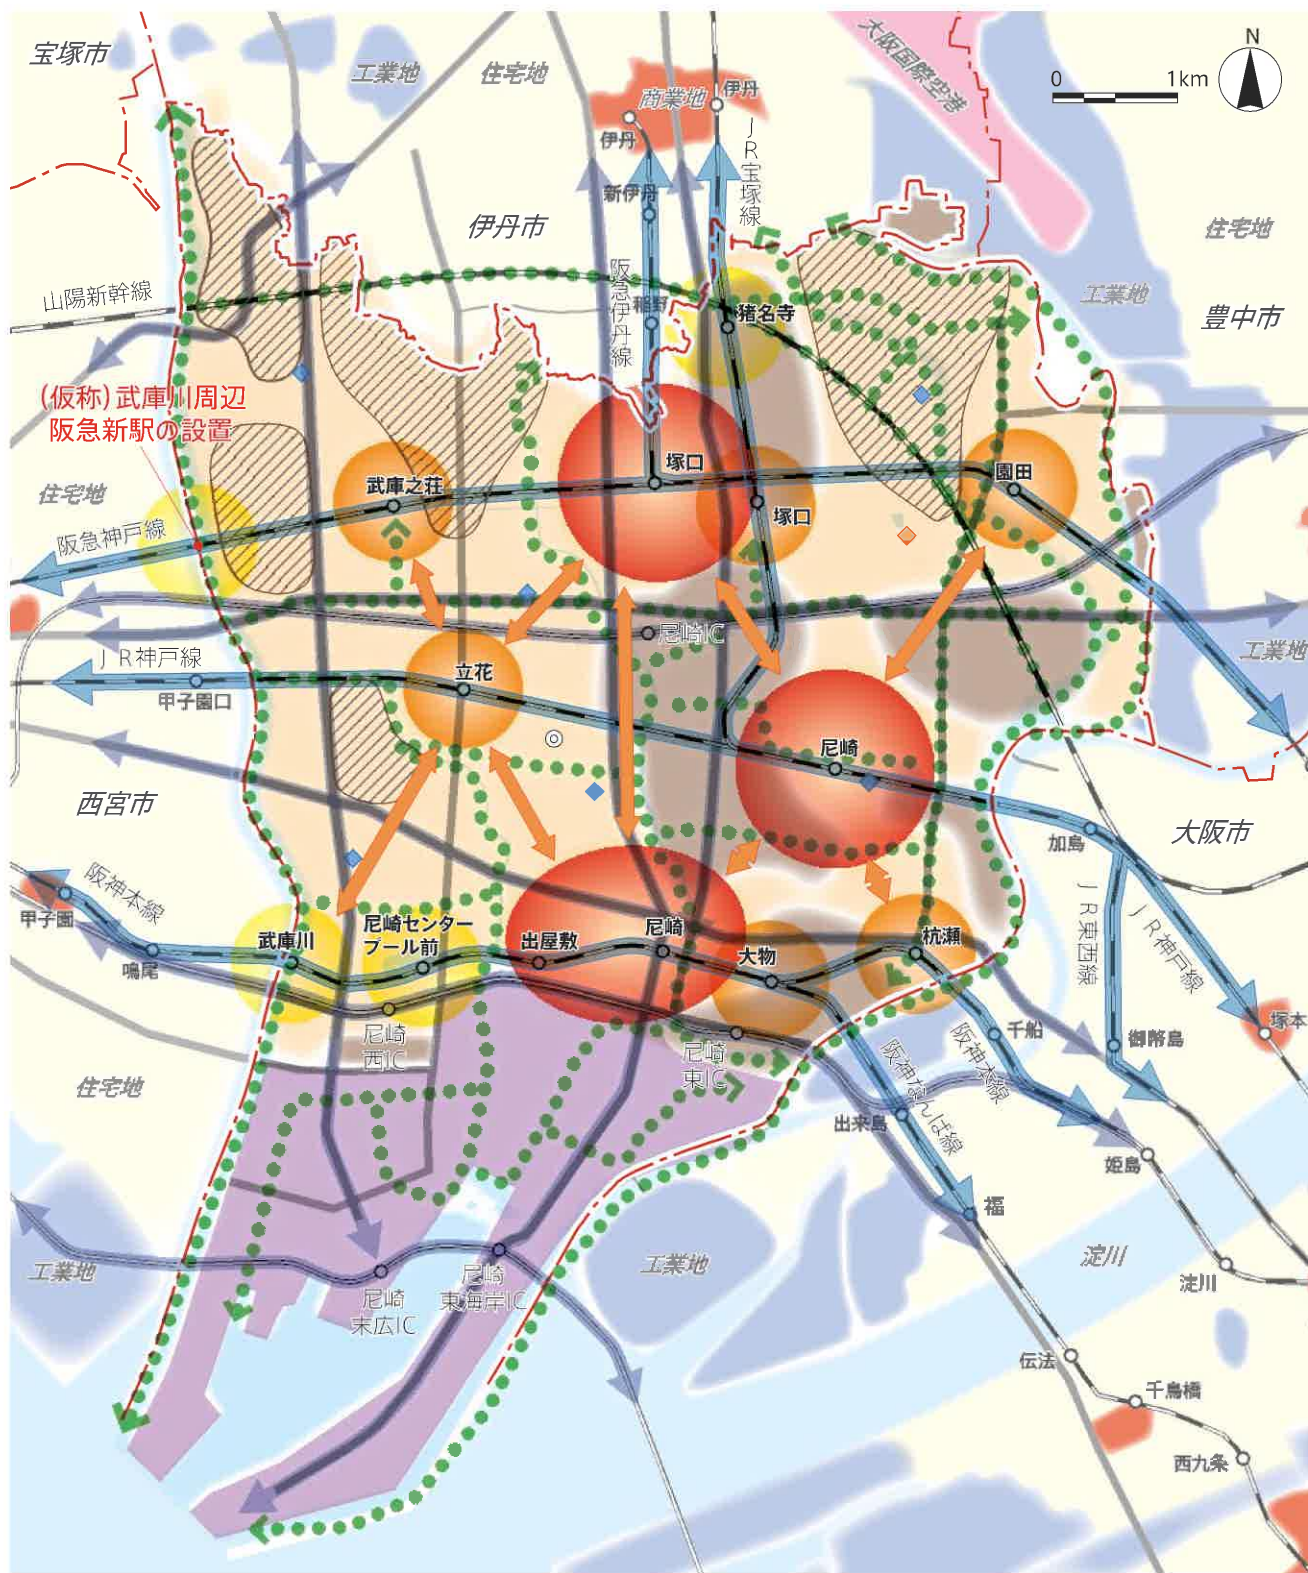 宝塚市
工業地
住宅地
商業地
伊丹
伊丹
大阪国際空港
N
0 1km
JR宝塚線
新伊丹
伊丹市
住宅地
山陽新幹線
阪急伊丹線
稲野
猪名寺
工業地
豊中市
(仮称)武庫川周辺
阪急新駅の設置
住宅地
武庫之荘
塚口
塚口
園田
阪急神戸線
尼崎IC
JR神戸線
甲子園口
立花
工業地
尼崎
西宮市
加島
大阪市
阪神本線
甲子園
鳴尾
武庫川
尼崎センター
プール前
出屋敷
尼崎
大物
杭瀬
JR東西線
JR神戸線
尼崎
西IC
尼崎
東IC
千船
御幣島
塚本
住宅地
阪神なんば線
阪神本線
出来島
姫島
福
工業地
尼崎
末広IC
尼崎
東海岸IC
工業地
淀川
淀川
伝法
千鳥橋
西九条